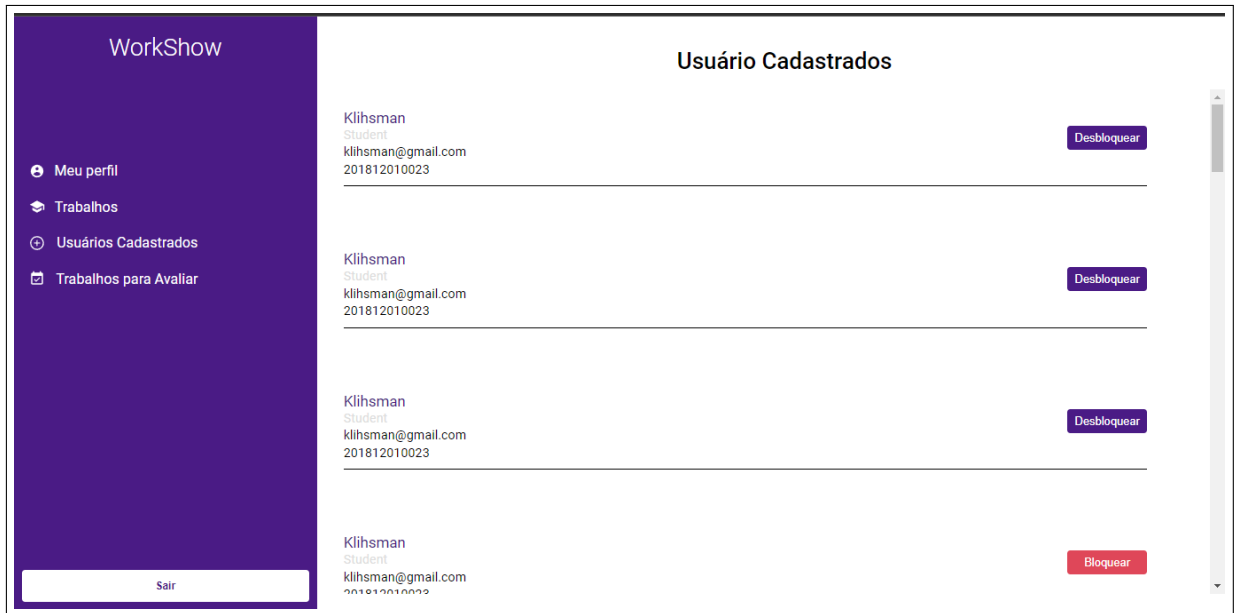 WorkShow
Meu perfil
Trabalhos
Usuários Cadastrados
Trabalhos para Avaliar
Sair
Usuário Cadastrados
Klihsman
Student
klihsman@gmail.com
201812010023
Desbloquear
Klihsman
Student
klihsman@gmail.com
201812010023
Desbloquear
Klihsman
Student
klihsman@gmail.com
201812010023
Desbloquear
Klihsman
Student
klihsman@gmail.com
201812010023
Bloquear